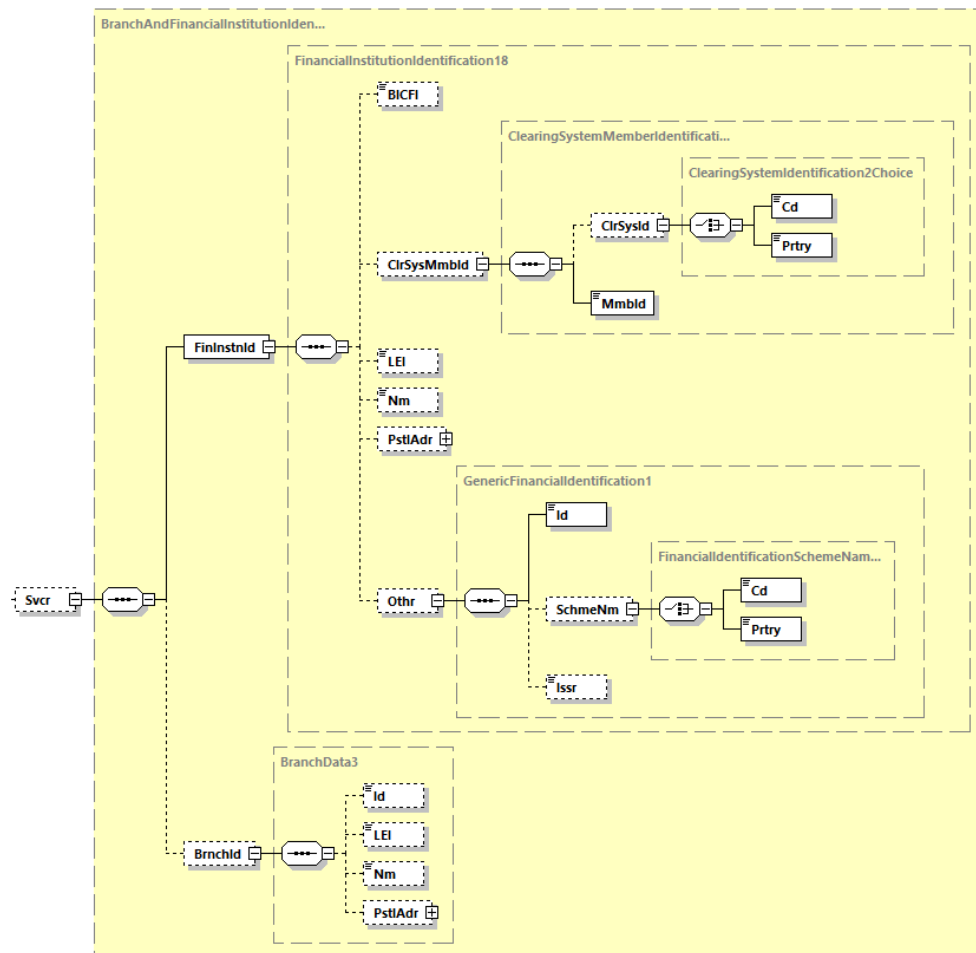 BranchAndFinancialInstitutionIden...
FinancialInstitutionIdentification18
BICFI
ClearingSystemMemberIdentificati...
ClearingSystemIdentification2Choice
Cd
ClrSysId
Prtry
ClrSysMmbId
MmbId
FinInstnId
LEI
Nm
PstlAdr
GenericFinancialIdentification1
Id
FinancialIdentificationSchemeNam...
Cd
Svcr
Othr
SchmeNm
Prtry
Issr
BranchData3
Id
LEI
BrnchId
Nm
PstlAdr